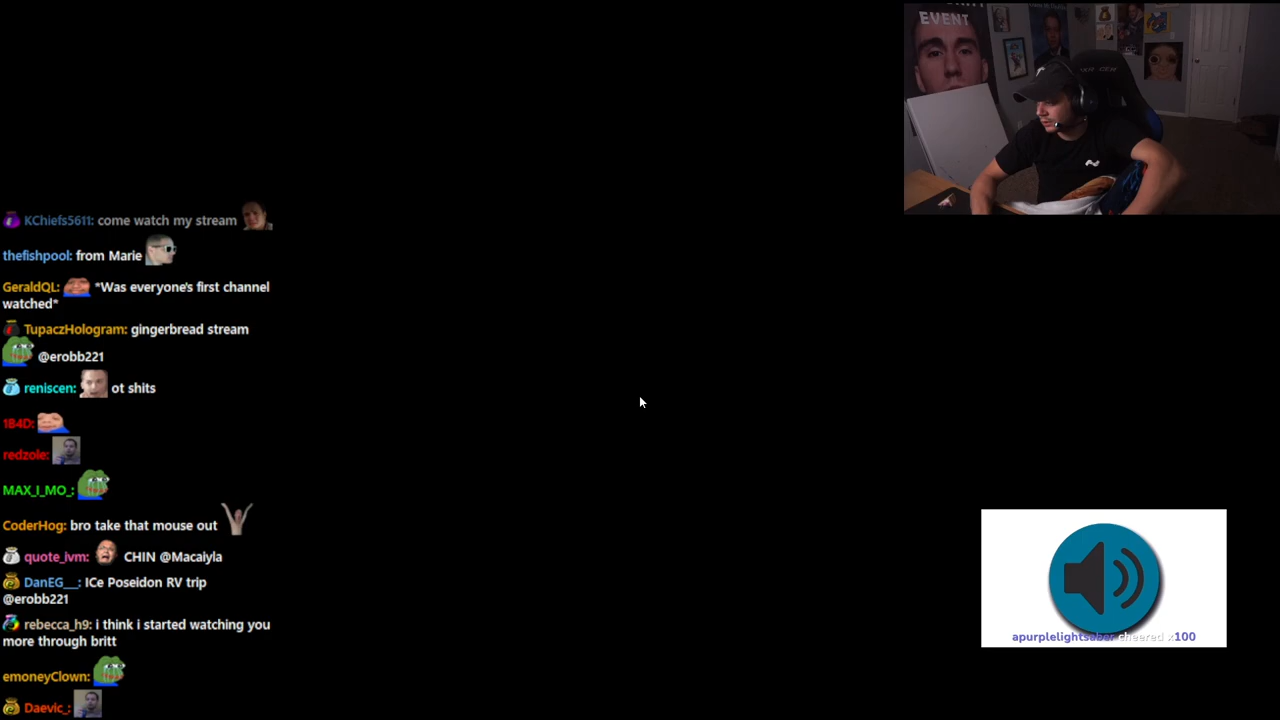 EVENT
KChiefs5611: come watch my stream
thefishpool: from Marie
GeraldQL: *Was everyone's first channel
watched*
TupaczHologram: gingerbread stream
@erobb221
reniscen: ot shits
1B4D:
redzole:
MAX_I_MO_:
CoderHog: bro take that mouse out
quote_ivm: CHIN @Macaiyla
DanEG__: ICe Poseidon RV trip
@erobb221
rebecca_h9: i think i started watching you
more through britt
emoneyClown:
Daevic_:
apurplelightsaber cheered x100